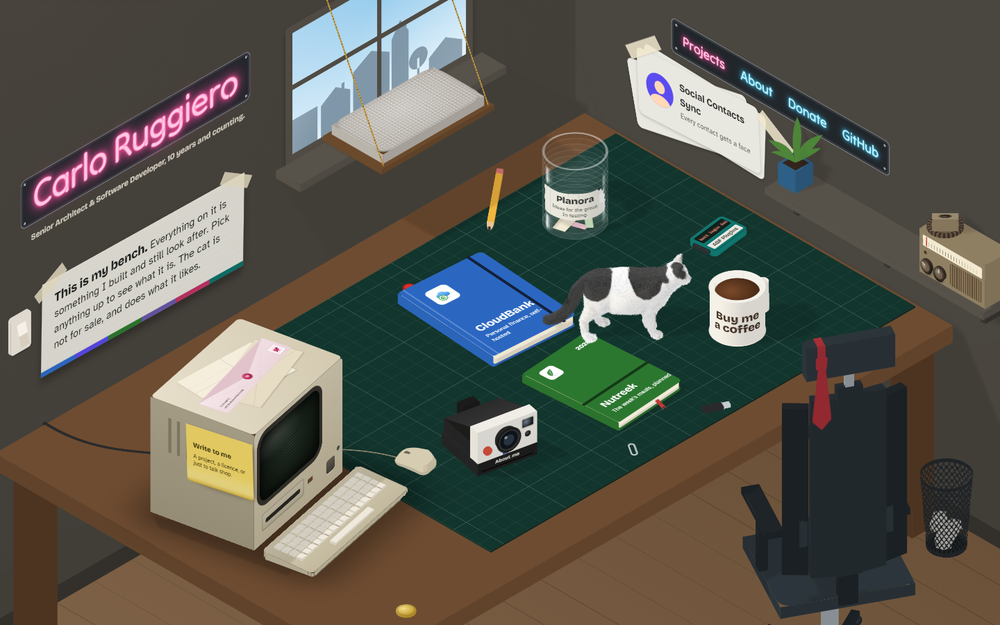 Carlo Ruggiero
Senior Architect & Software Developer, 10 years and counting.
This is my bench. Everything on it is
something I built and still look after. Pick
anything up to see what it is. The cat is
not for sale, and does what it likes.
Projects
About
Donate
GitHub
Social Contacts
Sync
Every contact gets a face
Planora
Ideas for the group.
In testing.
CloudBank
Personal finance, self-
hosted
Buy me
a coffee
Nutreek
The week's meals, planned
Write to me
A project, a licence, or
just to talk shop.
About me